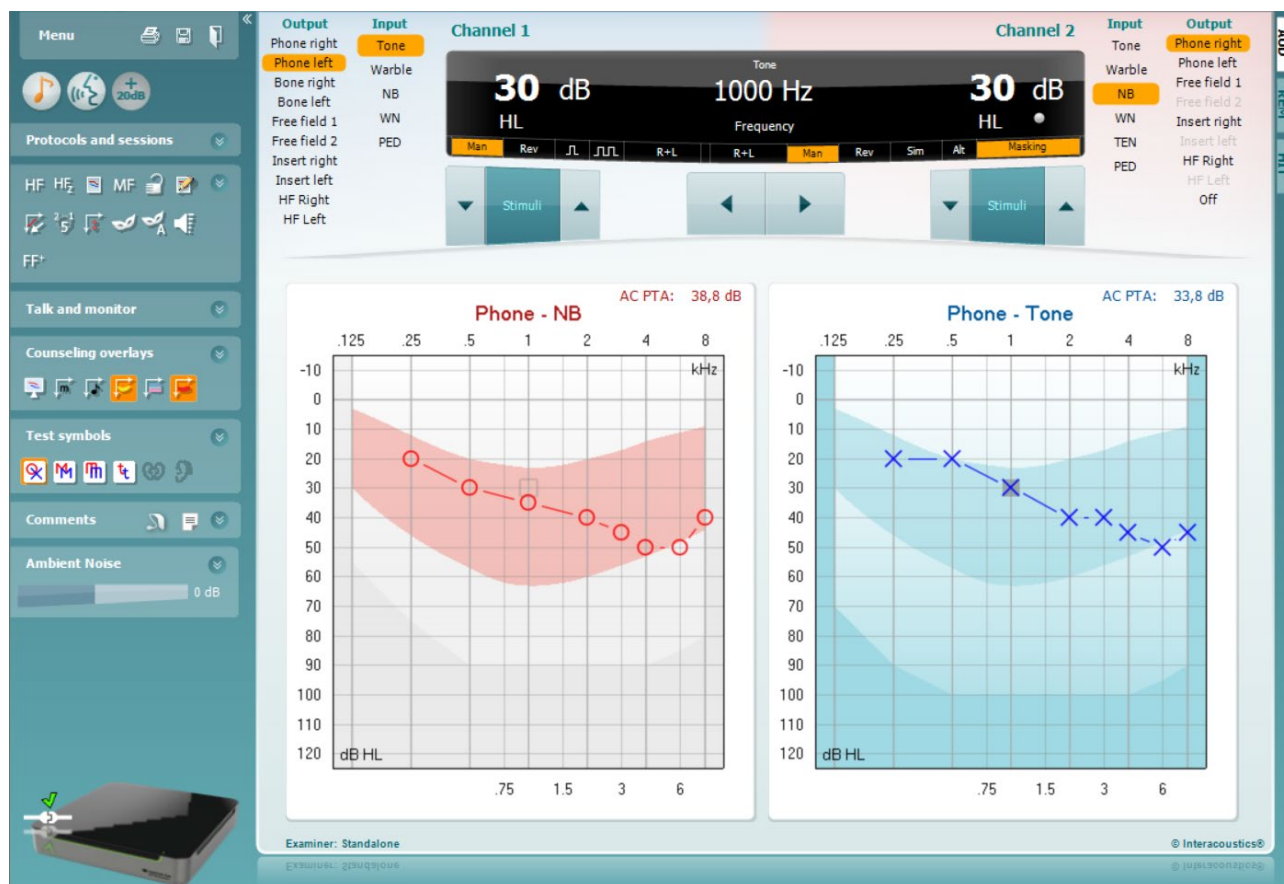 Menu
Protocols and sessions
HF HF2 MF
FF+
Talk and monitor
Counseling overlays
Test symbols
Comments
Ambient Noise
0 dB
+
20dB
Output
Phone right
Phone left
Bone right
Bone left
Free field 1
Free field 2
Insert right
Insert left
HF Right
HF Left
Input
Tone
Warble
NB
WN
PED
Channel 1
Channel 2
Tone
30 dB
1000 Hz
30 dB
HL
Frequency
HL
Man Rev R+L R+L Man Rev Sim Alt Masking
Stimuli
Stimuli
Input
Tone
Warble
NB
WN
TEN
PED
Output
Phone right
Phone left
Free field 1
Free field 2
Insert right
Insert left
HF Right
HF Left
Off
AC PTA: 38,8 dB
Phone - NB
.125 .25 .5 1 2 4 8
kHz
-10
0
10
20
30
40
50
60
70
80
90
100
110
120
dB HL
.75 1.5 3 6
AC PTA: 33,8 dB
Phone - Tone
.125 .25 .5 1 2 4 8
kHz
-10
0
10
20
30
40
50
60
70
80
90
100
110
120
dB HL
.75 1.5 3 6
Examiner: Standalone
© Interacoustics®